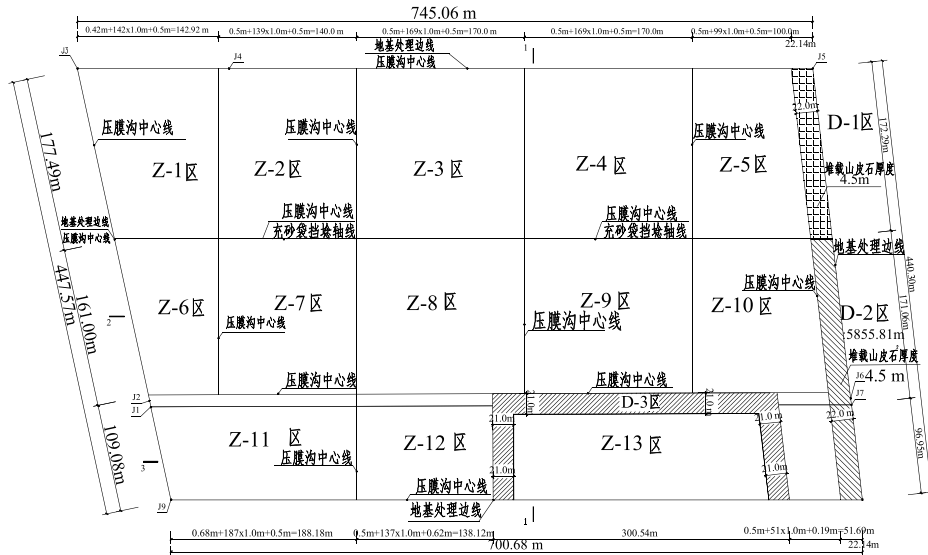 745.06 m
0.42m+142x1.0m+0.5m=142.92 m
0.5m+139x1.0m+0.5m=140.0 m
0.5m+169x1.0m+0.5m=170.0 m
0.5m+169x1.0m+0.5m=170.0m
0.5m+99x1.0m+0.5m=100.0m
22.14m
J3
J4
地基处理边线
压膜沟中心线
1
J5
177.49m
压膜沟中心线
压膜沟中心线
压膜沟中心线
22.0m
D-1区
172.29m
Z-1区
Z-2区
Z-3区
Z-4区
Z-5区
堆载山皮石厚度
4.5m
地基处理边线
压膜沟中心线
压膜沟中心线
充砂袋挡埝轴线
压膜沟中心线
充砂袋挡埝轴线
地基处理边线
447.57m
161.00m
440.30m
171.06m
Z-6区
Z-7区
Z-8区
Z-9区
Z-10区
压膜沟中心线
D-2区
5855.81m
2
压膜沟中心线
压膜沟中心线
堆载山皮石厚度
4.5 m
压膜沟中心线
压膜沟中心线
J6
J7
J2
J1
21.0m
D-3区
21.0m
109.08m
Z-11 区
Z-12区
21.0m
Z-13区
21.0m
22.0 m
96.95m
3
压膜沟中心线
21.0m
21.0m
J9
压膜沟中心线
地基处理边线
1
0.68m+187x1.0m+0.5m=188.18m
0.5m+137x1.0m+0.62m=138.12m
300.54m
0.5m+51x1.0m+0.19m=51.69m
22.14m
700.68 m